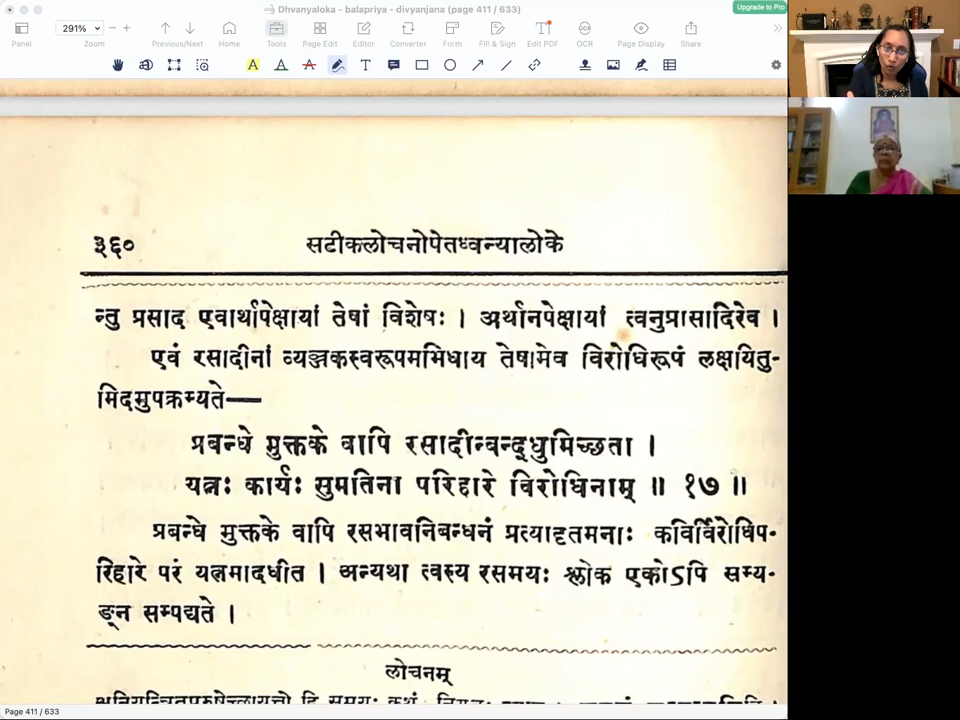 Dhvanyaloka - balapriya - divyanjana (page 411 / 633)
Upgrade to Pro
291%
Panel Zoom Previous/Next Home Tools Page Edit Editor Converter Form Fill & Sign Edit PDF OCR Page Display Share
३६० सटीकलोचनोपेतध्वन्यालोके
न्तु प्रसाद एवार्थापेक्षायां तेषां विशेषः । अर्थानपेक्षायां त्वनुप्रासादिरेव ।
एवं रसादीनां व्यञ्जकस्वरूपमभिधाय तेषामेव विरोधिरूपं लक्षयितु-
मिदमुपक्रम्यते—
प्रबन्धे मुक्तके वापि रसादीन्बन्द्धुमिच्छता ।
यत्नः कार्यः सुमतिना परिहारे विरोधिनाम् ॥ १७ ॥
प्रबन्धे मुक्तके वापि रसभावनिबन्धनं प्रत्यादृतमनाः कविर्विरोधिप-
रिहारे परं यत्नमादधीत । अन्यथा त्वस्य रसमयः श्लोक एकोऽपि सम्य-
ङ्न सम्पद्यते ।
लोचनम्
Page 411 / 633